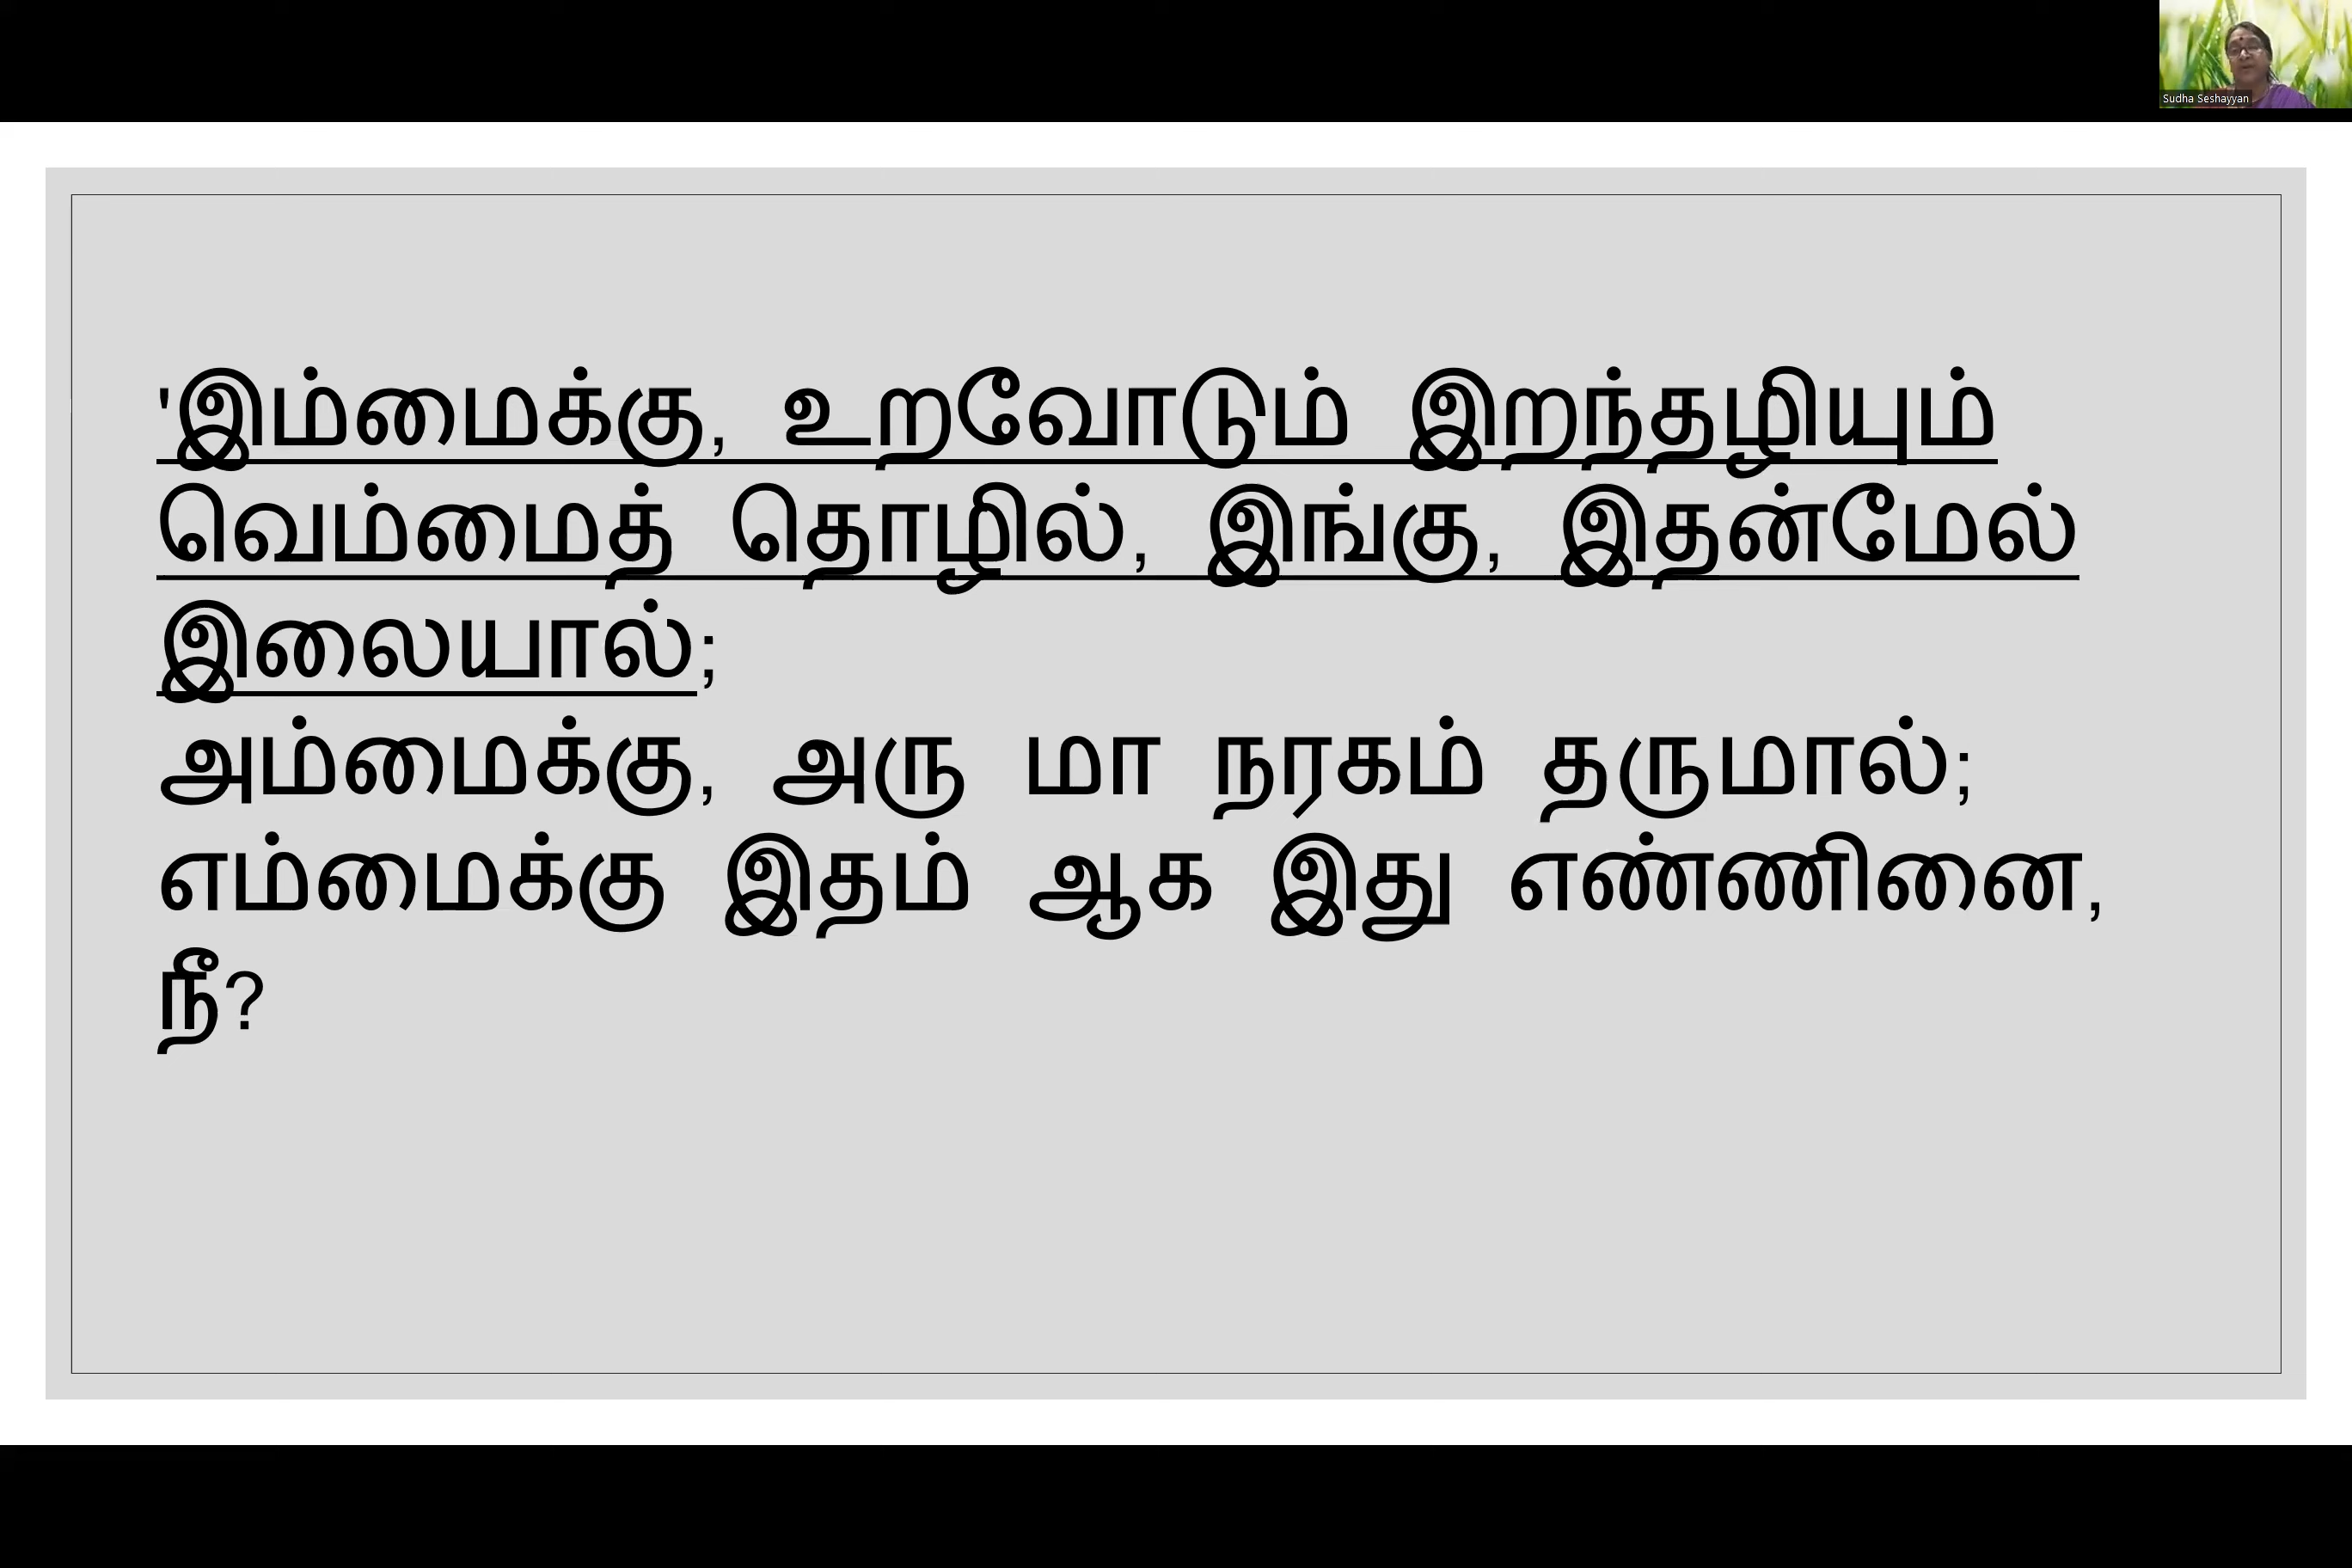 Sudha Seshayyan
'இம்மைக்கு, உறவோடும் இறந்தழியும்
வெம்மைத் தொழில், இங்கு, இதன்மேல்
இலையால்;
அம்மைக்கு, அரு மா நரகம் தருமால்;
எம்மைக்கு இதம் ஆக இது எண்ணினை,
நீ?